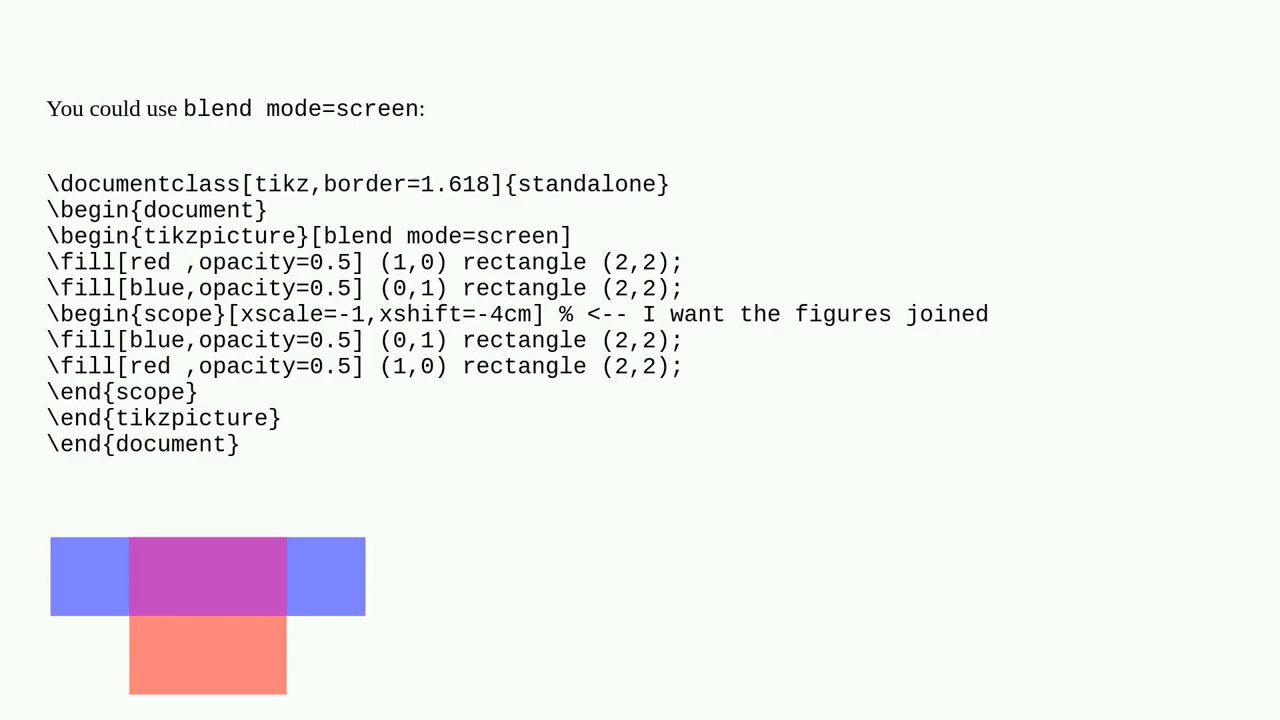 You could use blend mode=screen:
\documentclass[tikz,border=1.618]{standalone}
\begin{document}
\begin{tikzpicture}[blend mode=screen]
\fill[red ,opacity=0.5] (1,0) rectangle (2,2);
\fill[blue,opacity=0.5] (0,1) rectangle (2,2);
\begin{scope}[xscale=-1,xshift=-4cm] % <-- I want the figures joined
\fill[blue,opacity=0.5] (0,1) rectangle (2,2);
\fill[red ,opacity=0.5] (1,0) rectangle (2,2);
\end{scope}
\end{tikzpicture}
\end{document}